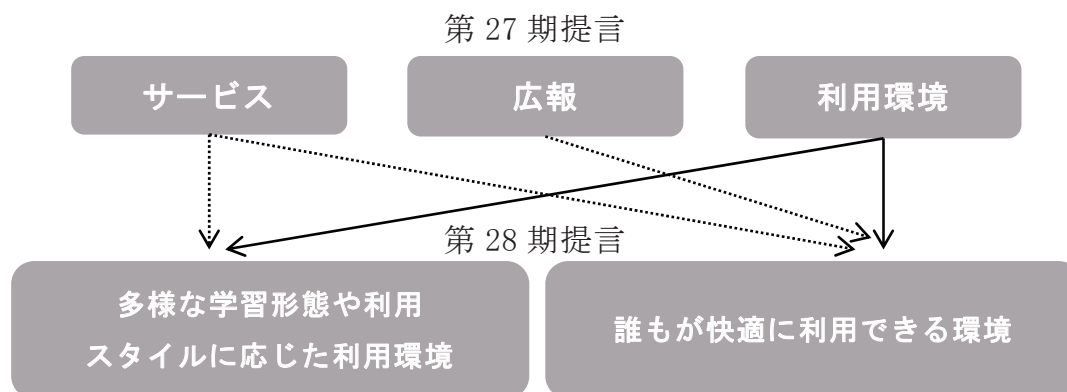 第 27 期提言
サービス
広報
利用環境
第 28 期提言
多様な学習形態や利用
スタイルに応じた利用環境
誰もが快適に利用できる環境